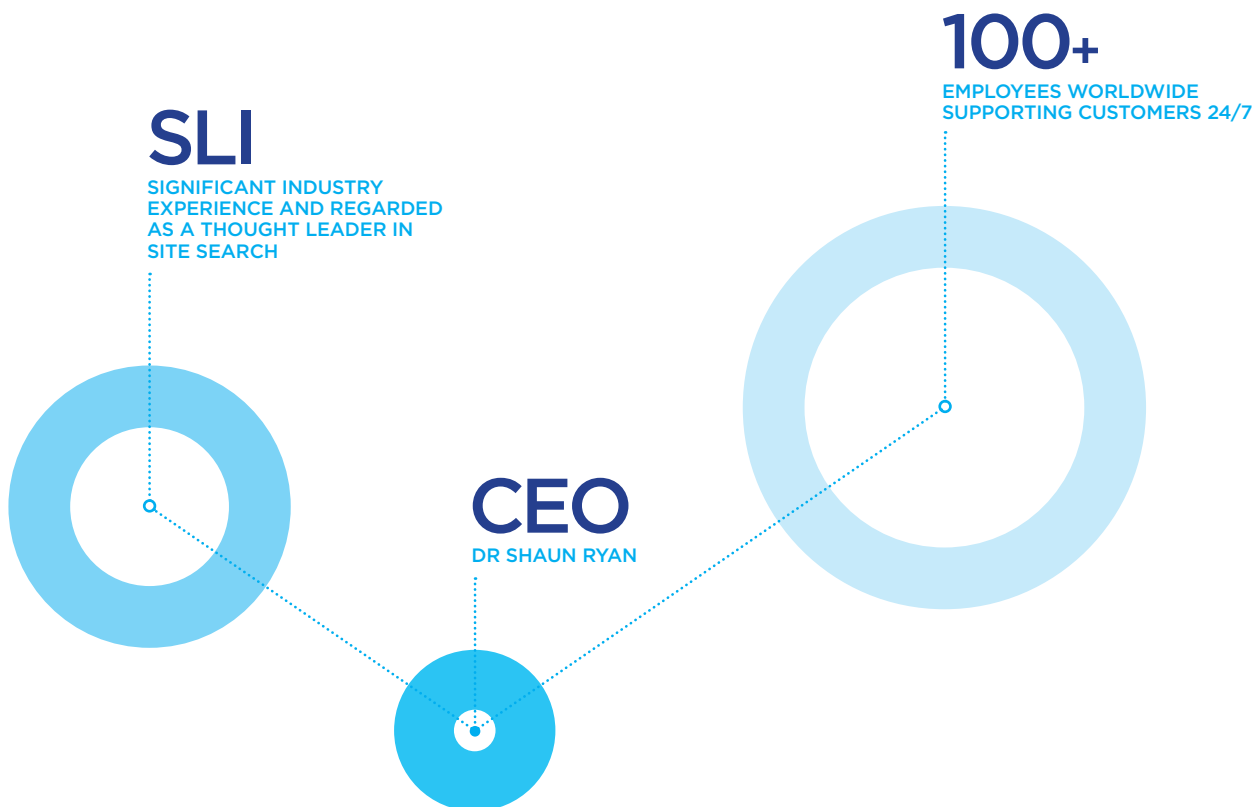 SLI
SIGNIFICANT INDUSTRY
EXPERIENCE AND REGARDED
AS A THOUGHT LEADER IN
SITE SEARCH
CEO
DR SHAUN RYAN
100+
EMPLOYEES WORLDWIDE
SUPPORTING CUSTOMERS 24/7